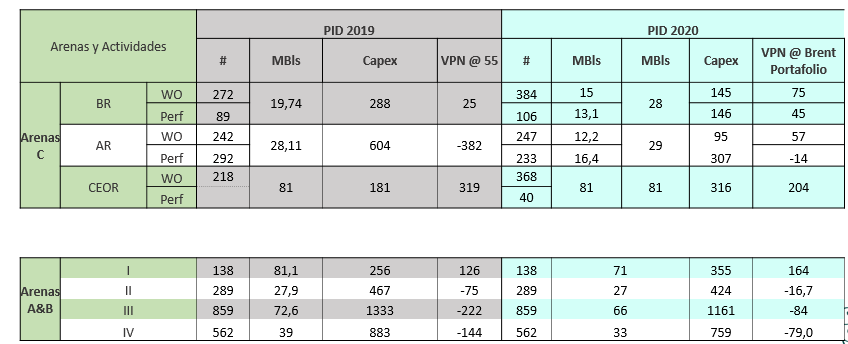 Arenas y Actividades PID 2019 PID 2020
# MBls Capex VPN @ 55 # MBls MBls Capex VPN @ Brent Portafolio
Arenas C BR WO 272 19,74 288 25 384 15 28 145 75
Perf 89 106 13,1 146 45
AR WO 242 28,11 604 -382 247 12,2 29 95 57
Perf 292 233 16,4 307 -14
CEOR WO 218 81 181 319 368 81 81 316 204
Perf 40
Arenas A&B I 138 81,1 256 126 138 71 355 164
II 289 27,9 467 -75 289 27 424 -16,7
III 859 72,6 1333 -222 859 66 1161 -84
IV 562 39 883 -144 562 33 759 -79,0